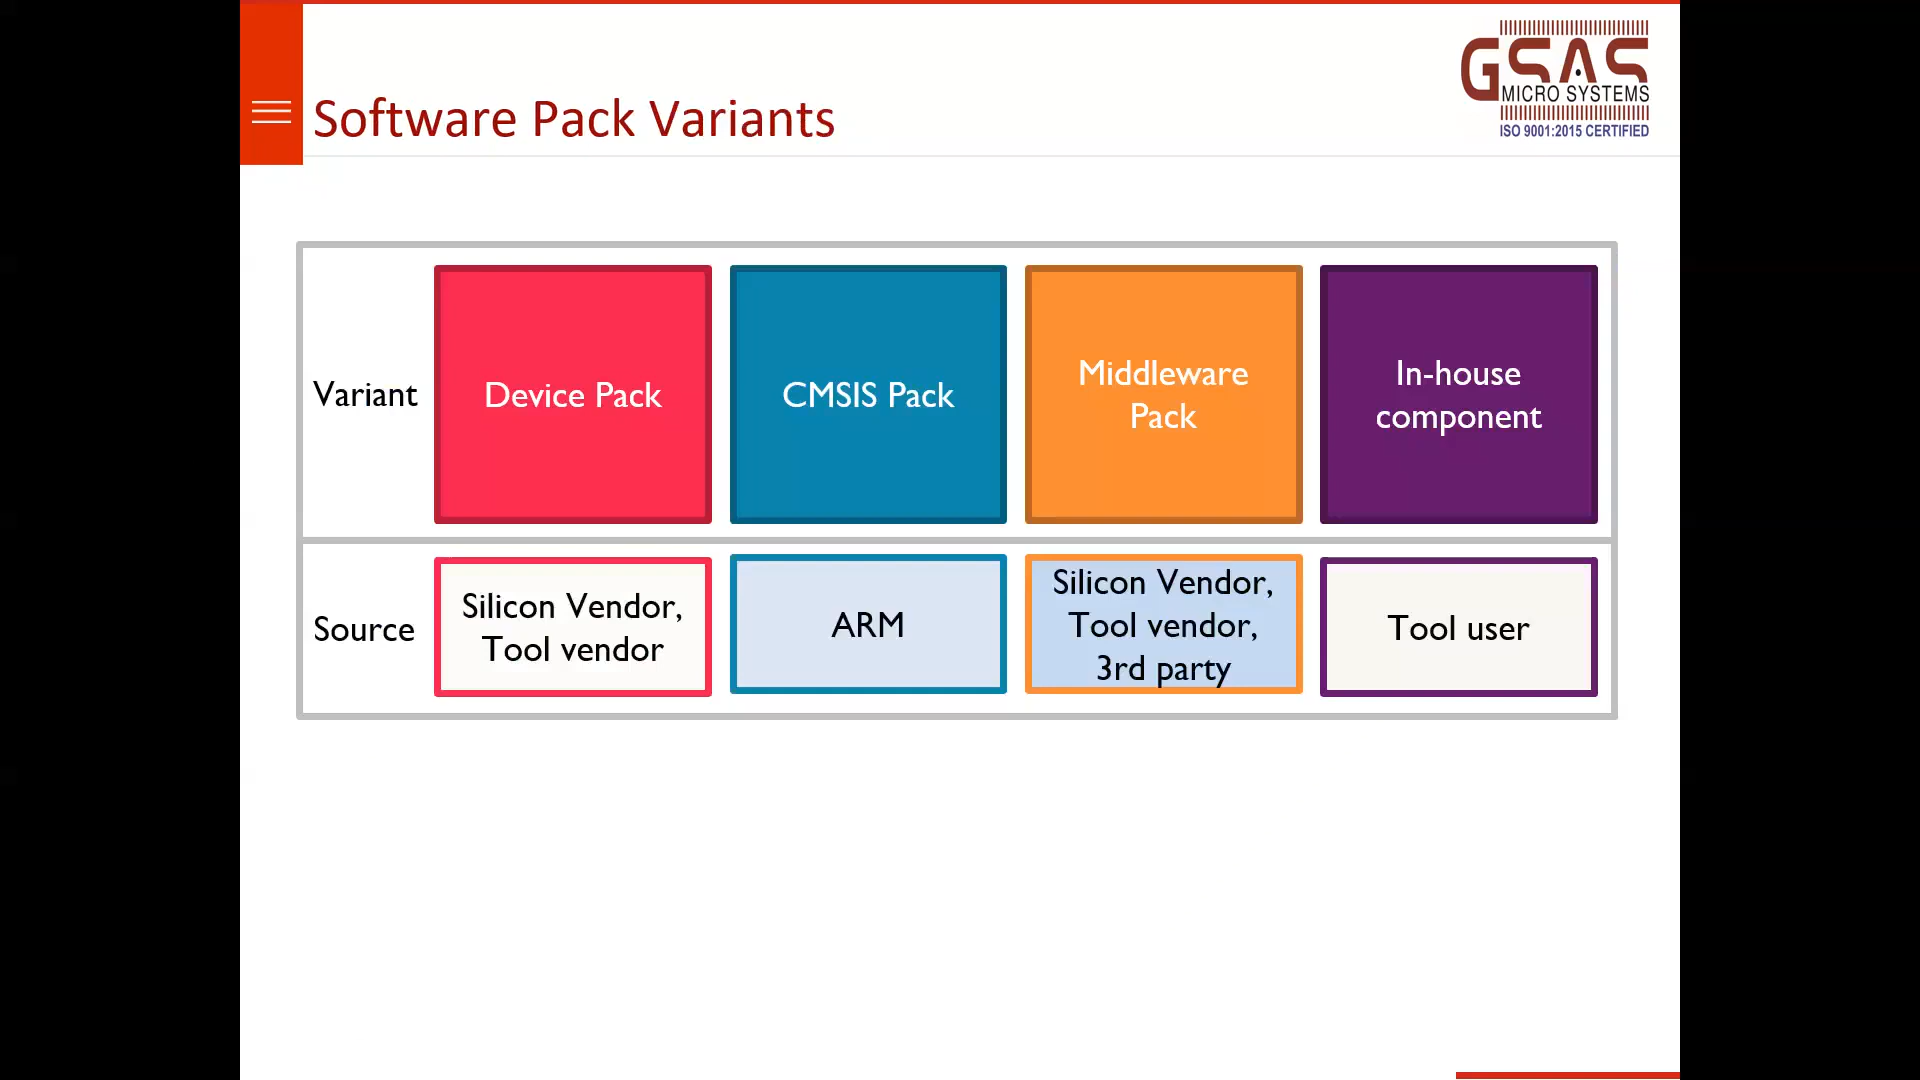 GSAS
MICRO SYSTEMS
ISO 9001:2015 CERTIFIED
Software Pack Variants
Variant
Device Pack
CMSIS Pack
Middleware
Pack
In-house
component
Source
Silicon Vendor,
Tool vendor
ARM
Silicon Vendor,
Tool vendor,
3rd party
Tool user